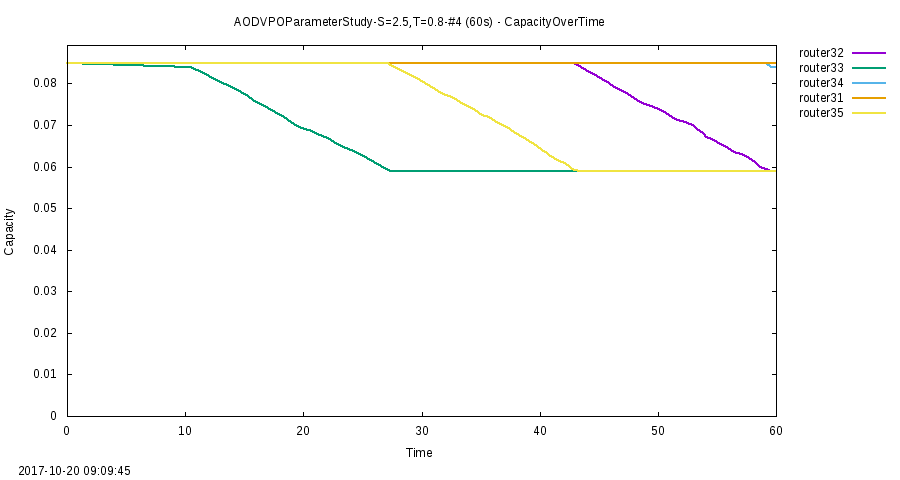 AODVPOParameterStudy-S=2.5,T=0.8-#4 (60s) - CapacityOverTime
router32
router33
router34
router31
router35
0.08
0.07
0.06
0.05
0.04
0.03
0.02
0.01
0
Capacity
0 10 20 30 40 50 60
Time
2017-10-20 09:09:45